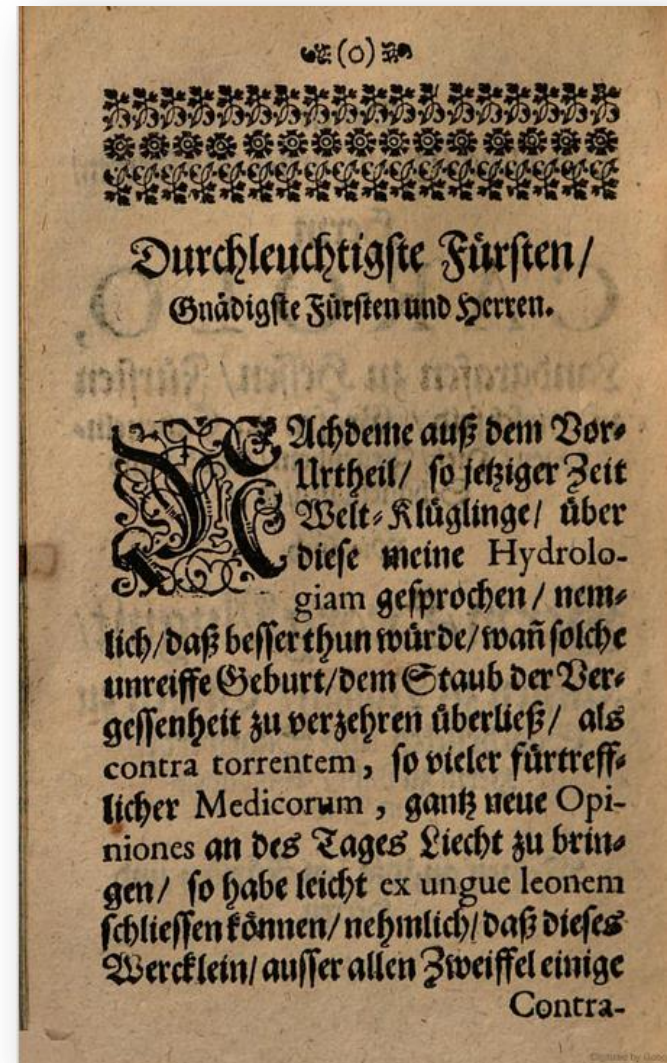 (o)
Durchleuchtigste Fürsten/
Gnädigste Fürsten und Herren.
NAchdeme auß dem Vor-
Urtheil/ so jetziger Zeit
Welt-Klüglinge/ über
diese meine Hydrolo-
giam gesprochen / nem-
lich/daß besser thun würde/wañ solche
unreiffe Geburt/dem Staub der Ver-
gessenheit zu verzehren überließ/ als
contra torrentem, so vieler fürtreff-
licher Medicorum , gantz neue Opi-
niones an des Tages Liecht zu brin-
gen/ so habe leicht ex ungue leonem
schliessen können/ nehmlich/ daß dieses
Wercklein/ ausser allen Zweiffel einige
Contra-